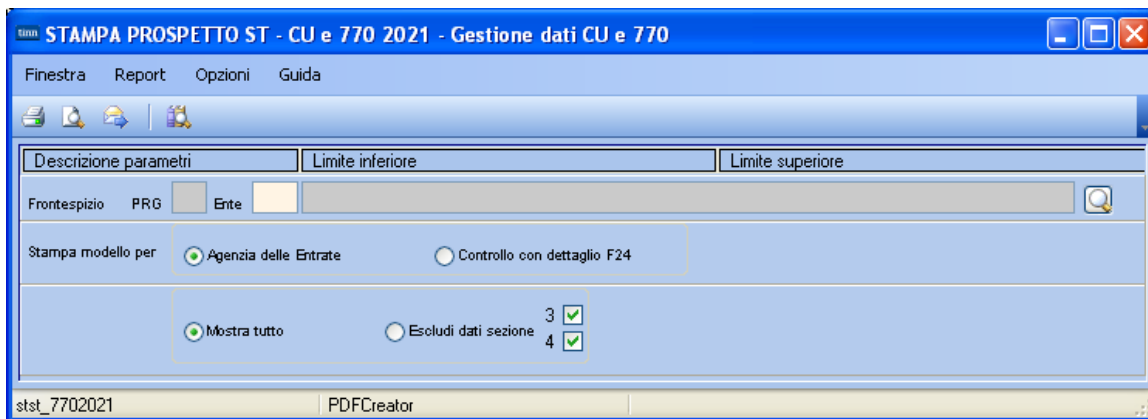 tinn STAMPA PROSPETTO ST - CU e 770 2021 - Gestione dati CU e 770
Finestra Report Opzioni Guida
Descrizione parametri Limite inferiore Limite superiore
Frontespizio PRG Ente
Stampa modello per Agenzia delle Entrate Controllo con dettaglio F24
Mostra tutto Escludi dati sezione 3
4
stst_7702021 PDFCreator